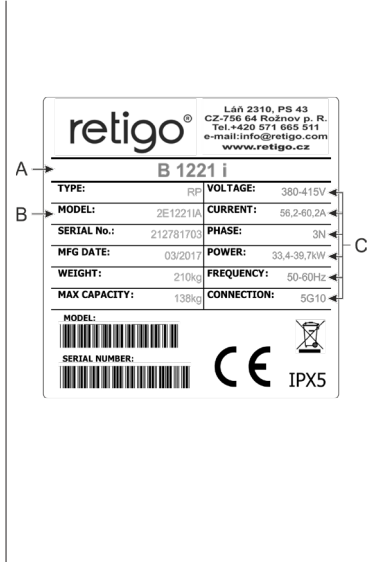 retigo®
Láň 2310, PS 43
CZ-756 64 Rožnov p. R.
Tel.+420 571 665 511
e-mail:info@retigo.com
www.retigo.cz
A
B 1221 i
TYPE: RP VOLTAGE: 380-415V
B MODEL: 2E1221IA CURRENT: 56,2-60,2A
SERIAL No.: 212781703 PHASE: 3N
C
MFG DATE: 03/2017 POWER: 33,4-39,7kW
WEIGHT: 210kg FREQUENCY: 50-60Hz
MAX CAPACITY: 138kg CONNECTION: 5G10
MODEL:
SERIAL NUMBER:
CE IPX5